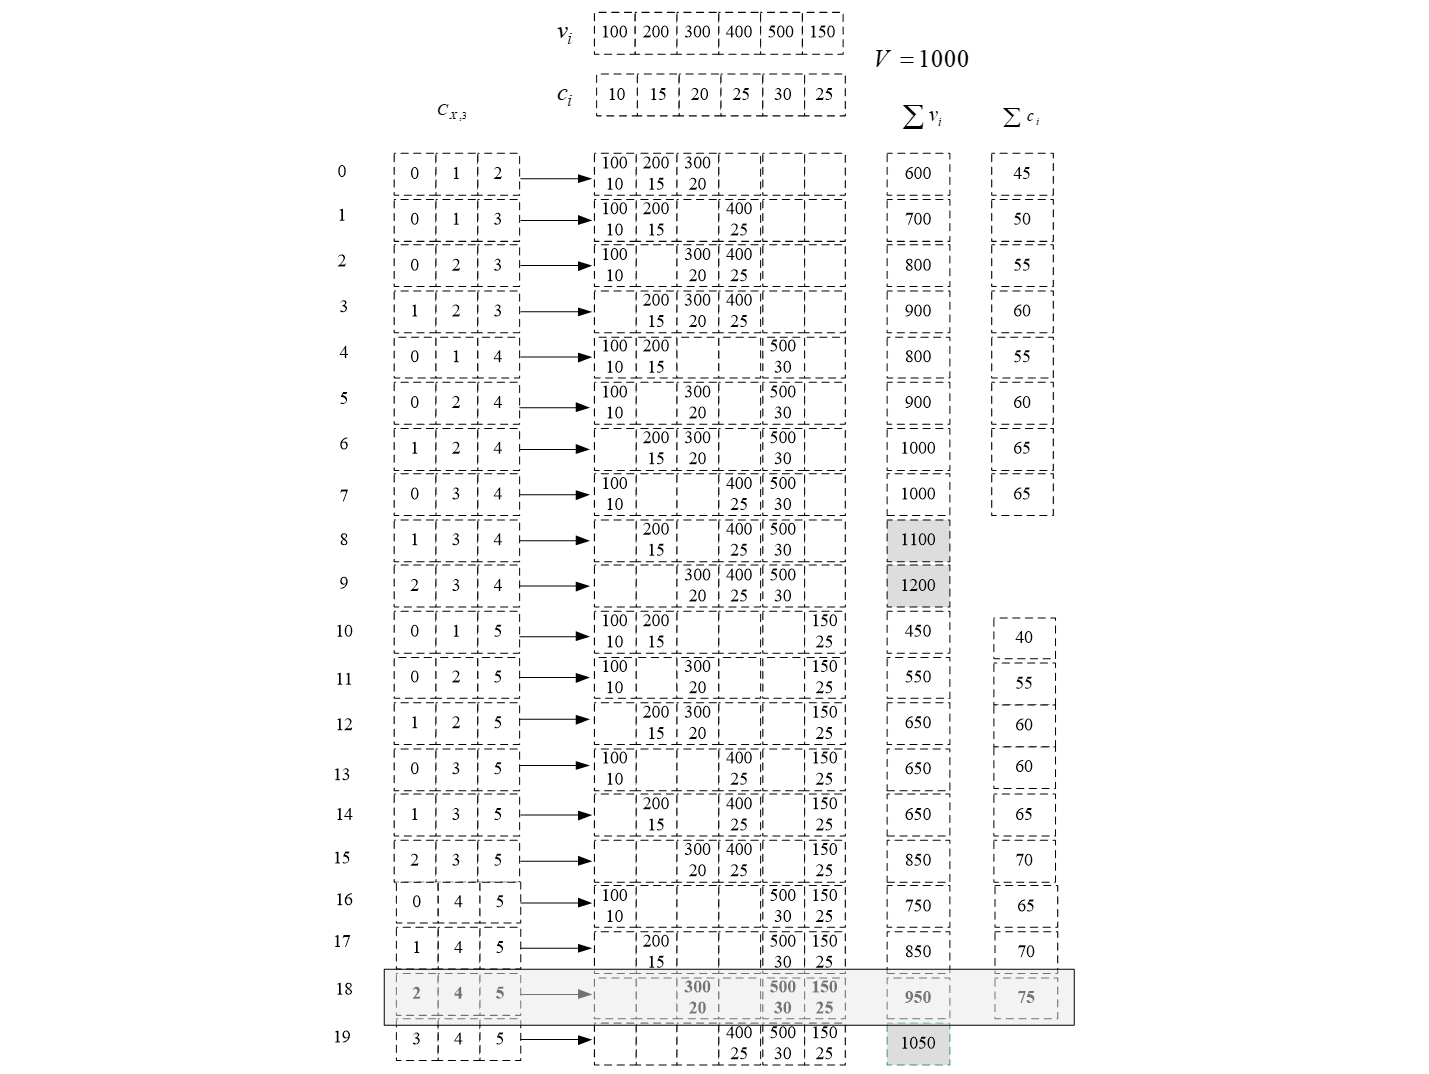 v_i 100 200 300 400 500 150
V = 1000
c_i 10 15 20 25 30 25
C_{X,3} ∑ v_i ∑ c_i
0 0 1 2 100 10 200 15 300 20 600 45
1 0 1 3 100 10 200 15 400 25 700 50
2 0 2 3 100 10 300 20 400 25 800 55
3 1 2 3 200 15 300 20 400 25 900 60
4 0 1 4 100 10 200 15 500 30 800 55
5 0 2 4 100 10 300 20 500 30 900 60
6 1 2 4 200 15 300 20 500 30 1000 65
7 0 3 4 100 10 400 25 500 30 1000 65
8 1 3 4 200 15 400 25 500 30 1100
9 2 3 4 300 20 400 25 500 30 1200
10 0 1 5 100 10 200 15 150 25 450 40
11 0 2 5 100 10 300 20 150 25 550 55
12 1 2 5 200 15 300 20 150 25 650 60
13 0 3 5 100 10 400 25 150 25 650 60
14 1 3 5 200 15 400 25 150 25 650 65
15 2 3 5 300 20 400 25 150 25 850 70
16 0 4 5 100 10 500 30 150 25 750 65
17 1 4 5 200 15 500 30 150 25 850 70
18 2 4 5 300 20 500 30 150 25 950 75
19 3 4 5 400 25 500 30 150 25 1050